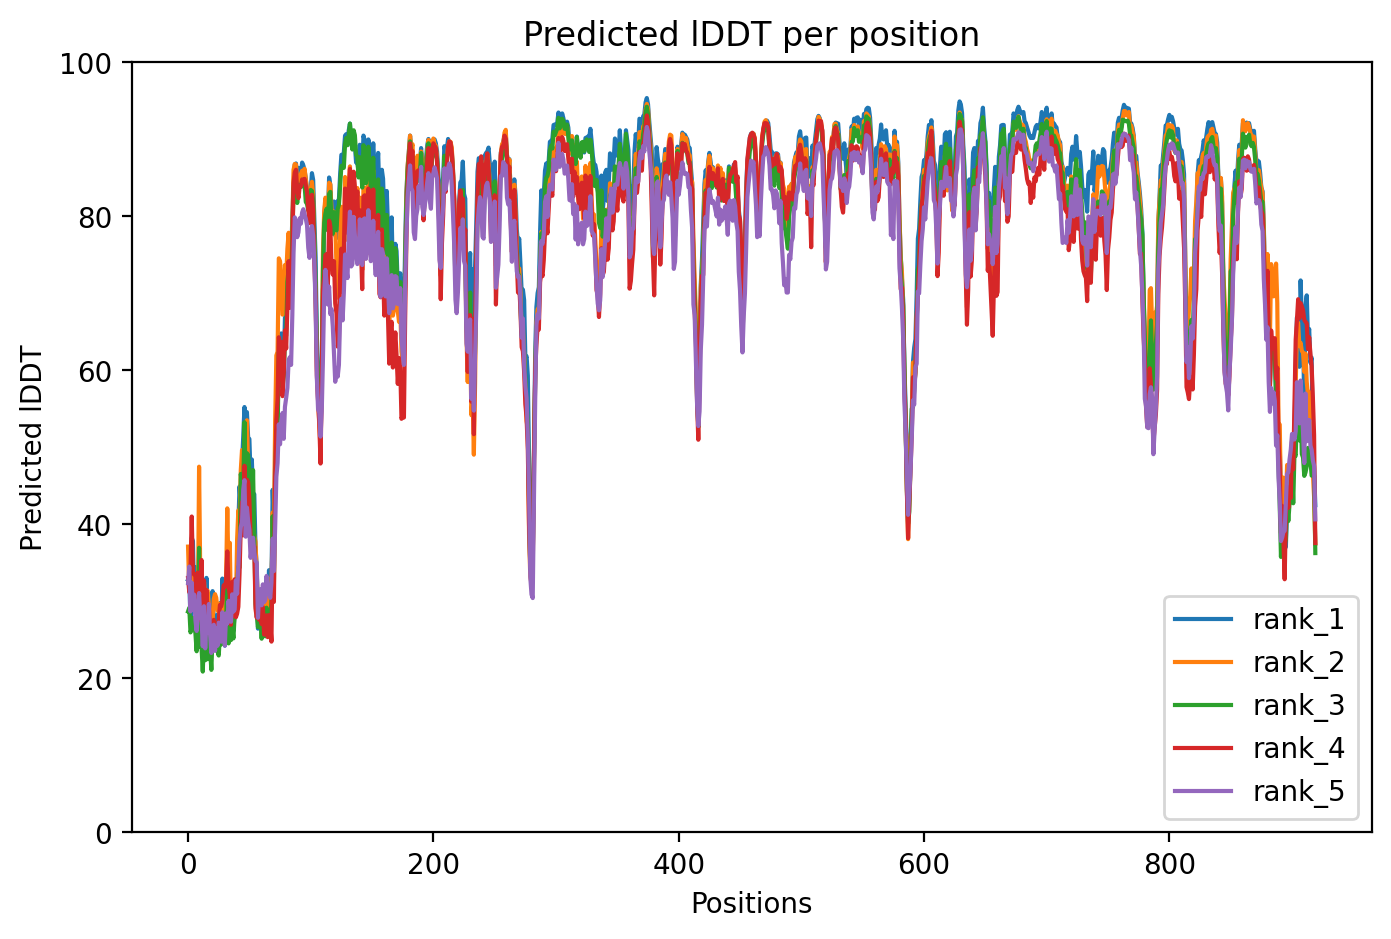 Predicted lDDT per position
100
80
60
40
20
0
Predicted lDDT
0 200 400 600 800
Positions
rank_1
rank_2
rank_3
rank_4
rank_5